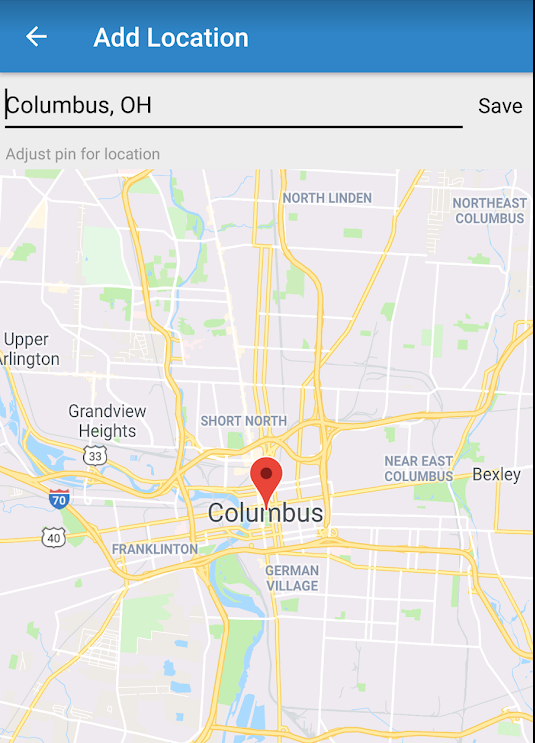 Add Location
Columbus, OH
Save
Adjust pin for location
NORTH LINDEN
NORTHEAST
COLUMBUS
Upper
Arlington
Grandview
Heights
SHORT NORTH
33
NEAR EAST
COLUMBUS
Bexley
70
Columbus
40
FRANKLINTON
GERMAN
VILLAGE